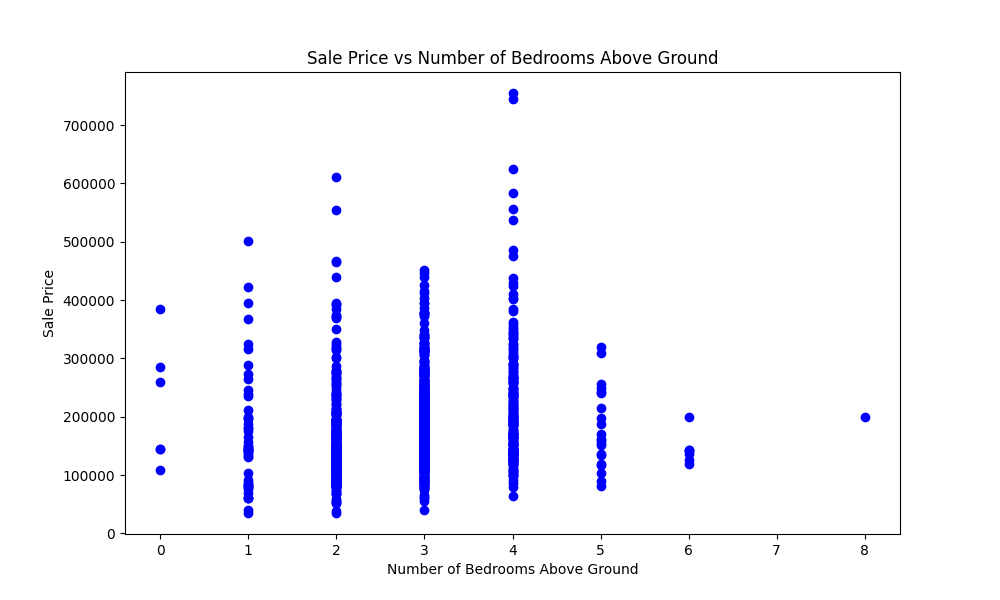 Sale Price vs Number of Bedrooms Above Ground
Sale Price
700000
600000
500000
400000
300000
200000
100000
0
0 1 2 3 4 5 6 7 8
Number of Bedrooms Above Ground